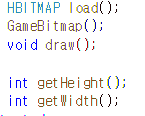 HBITMAP load();
GameBitmap();
void draw();
int getHeight();
int getWidth();